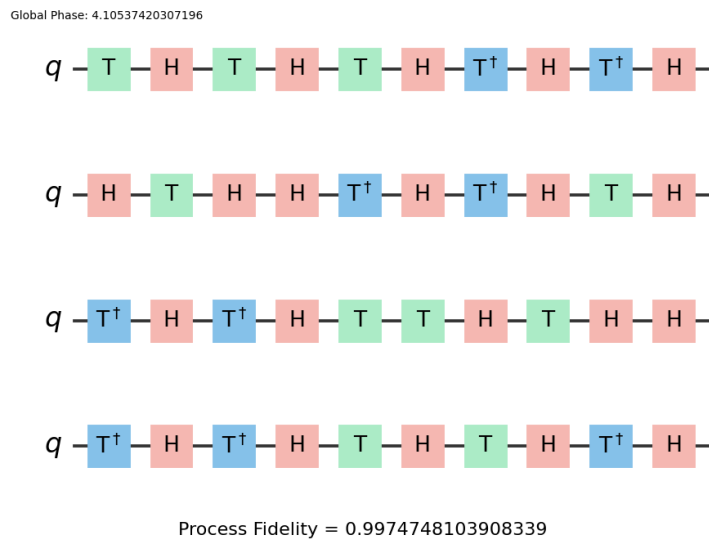 Global Phase: 4.10537420307196
q T H T H T H T† H T† H
q H T H H T† H T† H T H
q T† H T† H T T H T H H
q T† H T† H T H T H T† H
Process Fidelity = 0.9974748103908339